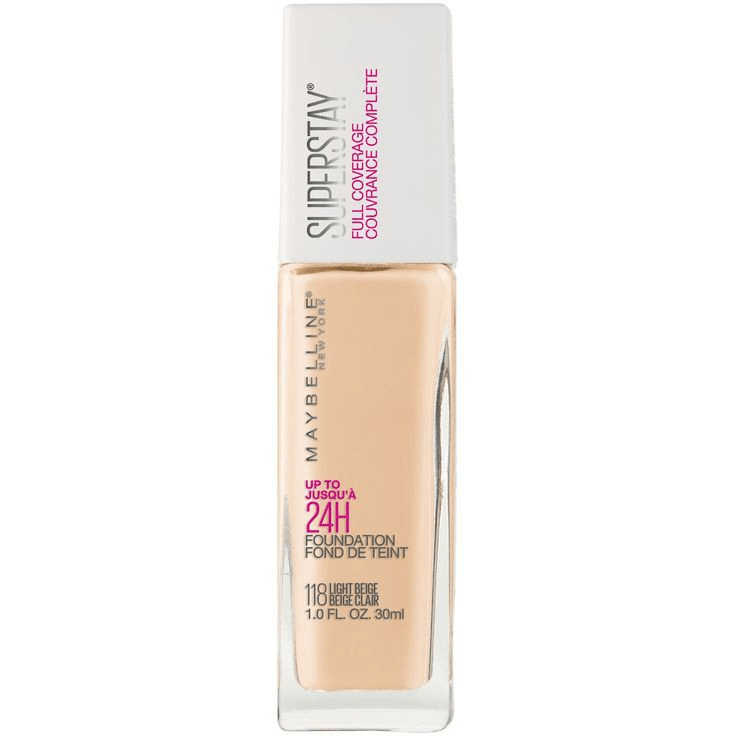 SUPERSTAY®
FULL COVERAGE
COUVRANCE COMPLÈTE
MAYBELLINE®
NEW YORK
UP TO
JUSQU'À
24H
FOUNDATION
FOND DE TEINT
118 LIGHT BEIGE
BEIGE CLAIR
1.0 FL. OZ. 30ml